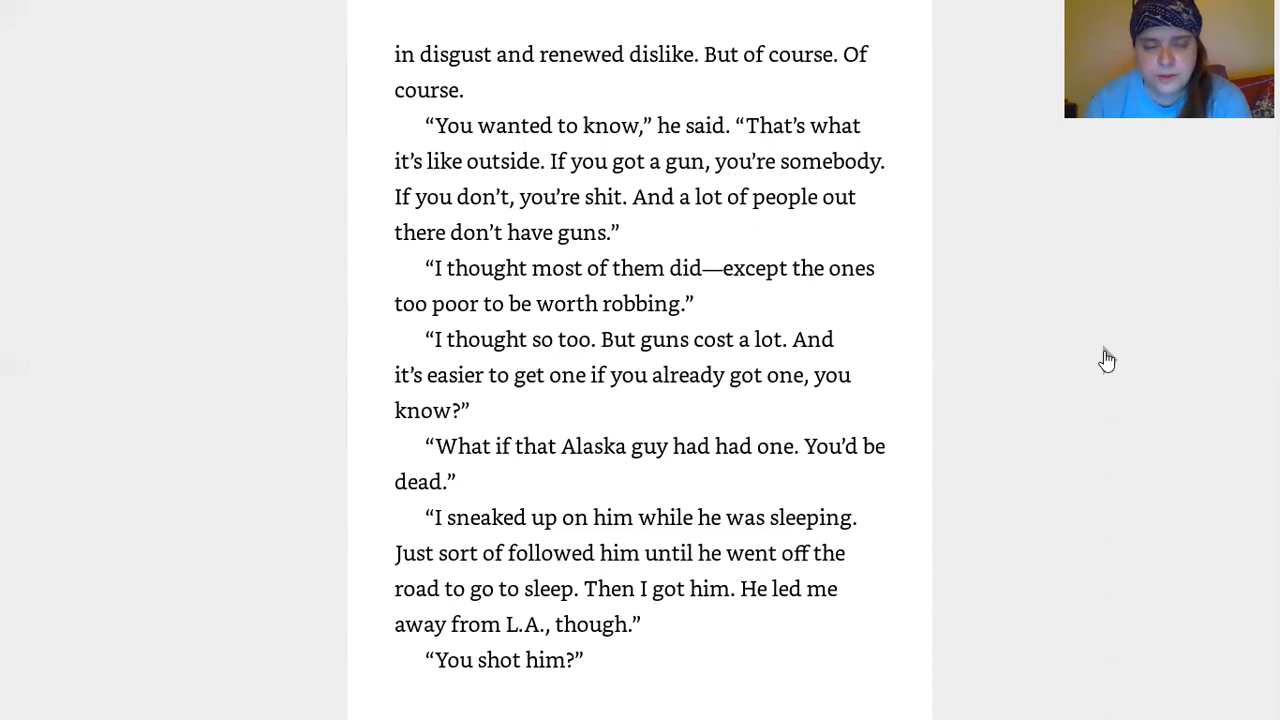 in disgust and renewed dislike. But of course. Of
course.
“You wanted to know,” he said. “That’s what
it’s like outside. If you got a gun, you’re somebody.
If you don’t, you’re shit. And a lot of people out
there don’t have guns.”
“I thought most of them did—except the ones
too poor to be worth robbing.”
“I thought so too. But guns cost a lot. And
it’s easier to get one if you already got one, you
know?”
“What if that Alaska guy had had one. You’d be
dead.”
“I sneaked up on him while he was sleeping.
Just sort of followed him until he went off the
road to go to sleep. Then I got him. He led me
away from L.A., though.”
“You shot him?”